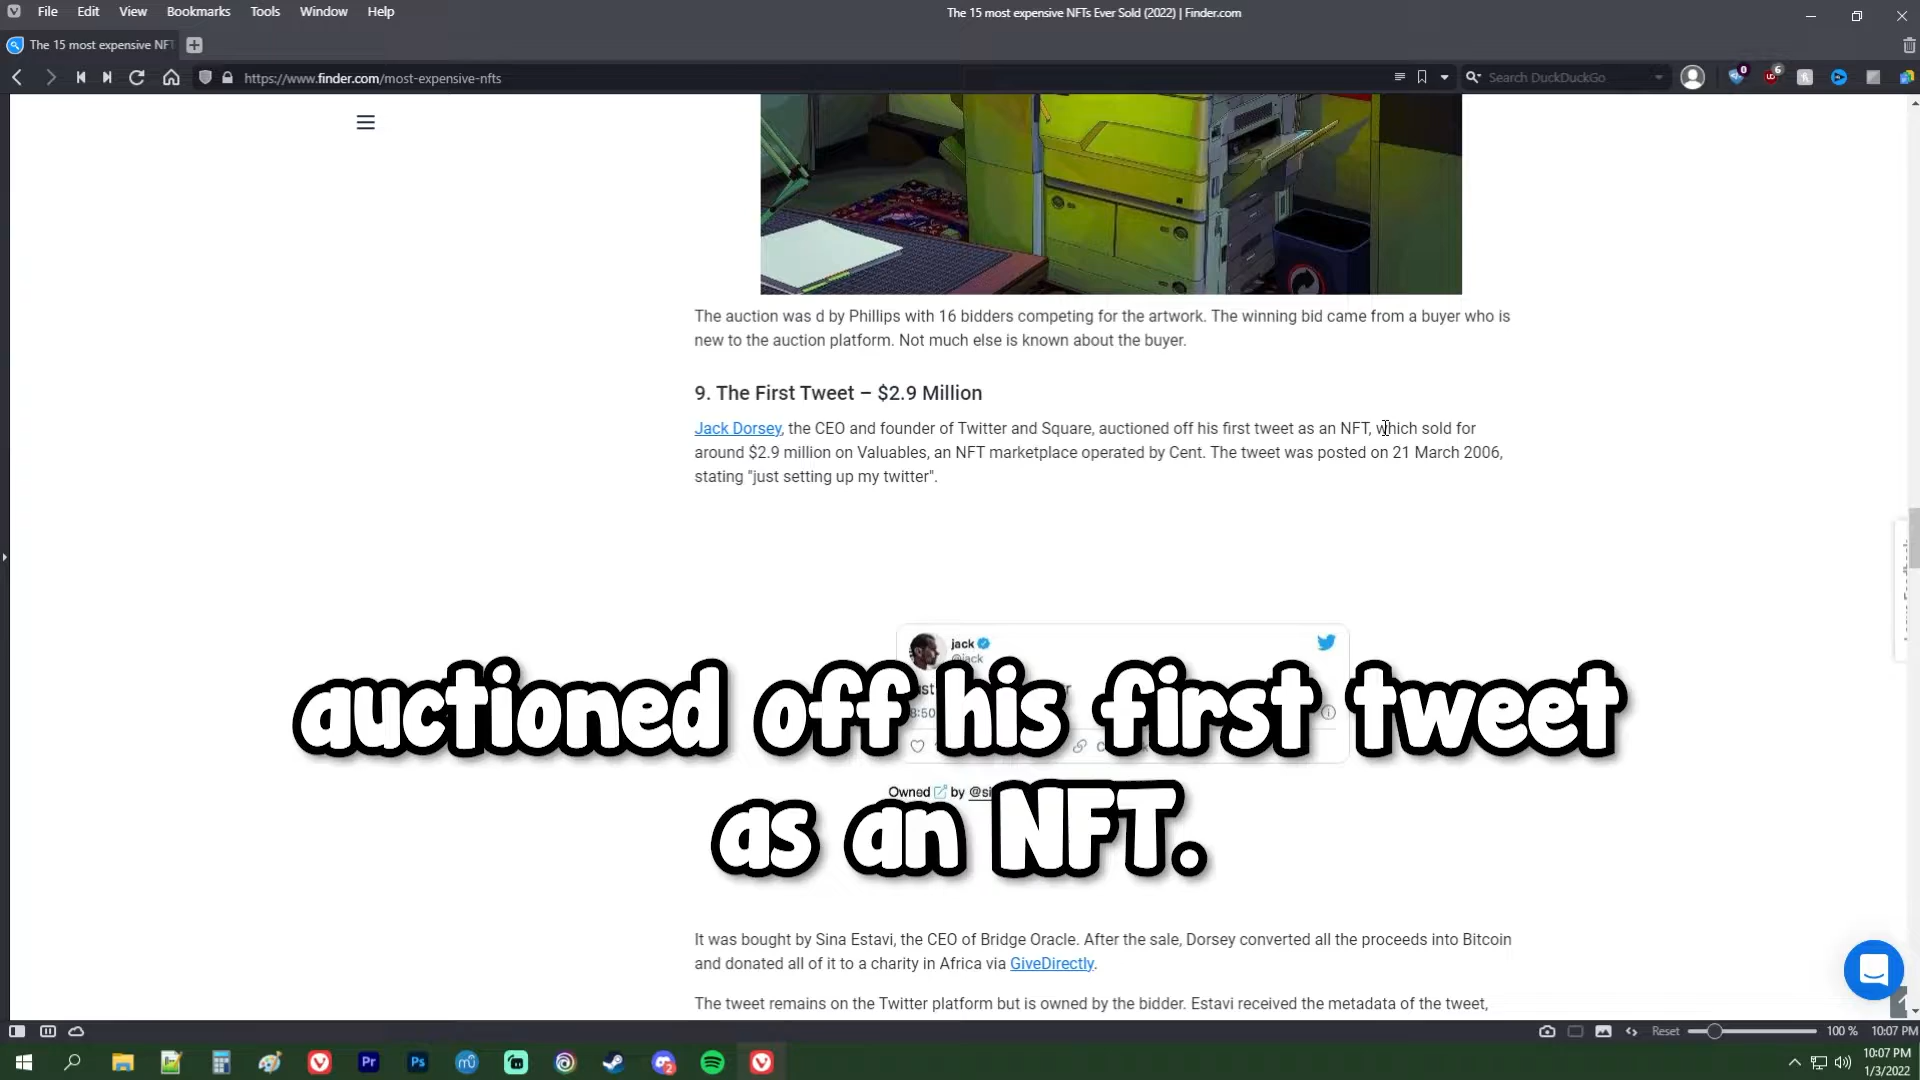 File Edit View Bookmarks Tools Window Help
The 15 most expensive NFTs Ever Sold (2022) | Finder.com
The 15 most expensive NFT
https://www.finder.com/most-expensive-nfts
Search DuckDuckGo
0
6
The auction was d by Phillips with 16 bidders competing for the artwork. The winning bid came from a buyer who is
new to the auction platform. Not much else is known about the buyer.
9. The First Tweet – $2.9 Million
Jack Dorsey, the CEO and founder of Twitter and Square, auctioned off his first tweet as an NFT, which sold for
around $2.9 million on Valuables, an NFT marketplace operated by Cent. The tweet was posted on 21 March 2006,
stating "just setting up my twitter".
jack
@jack
auctioned off his first tweet
Owned by @si
as an NFT.
It was bought by Sina Estavi, the CEO of Bridge Oracle. After the sale, Dorsey converted all the proceeds into Bitcoin
and donated all of it to a charity in Africa via GiveDirectly.
The tweet remains on the Twitter platform but is owned by the bidder. Estavi received the metadata of the tweet,
Reset 100 % 10:07 PM
Pr Ps 2
10:07 PM
1/3/2022